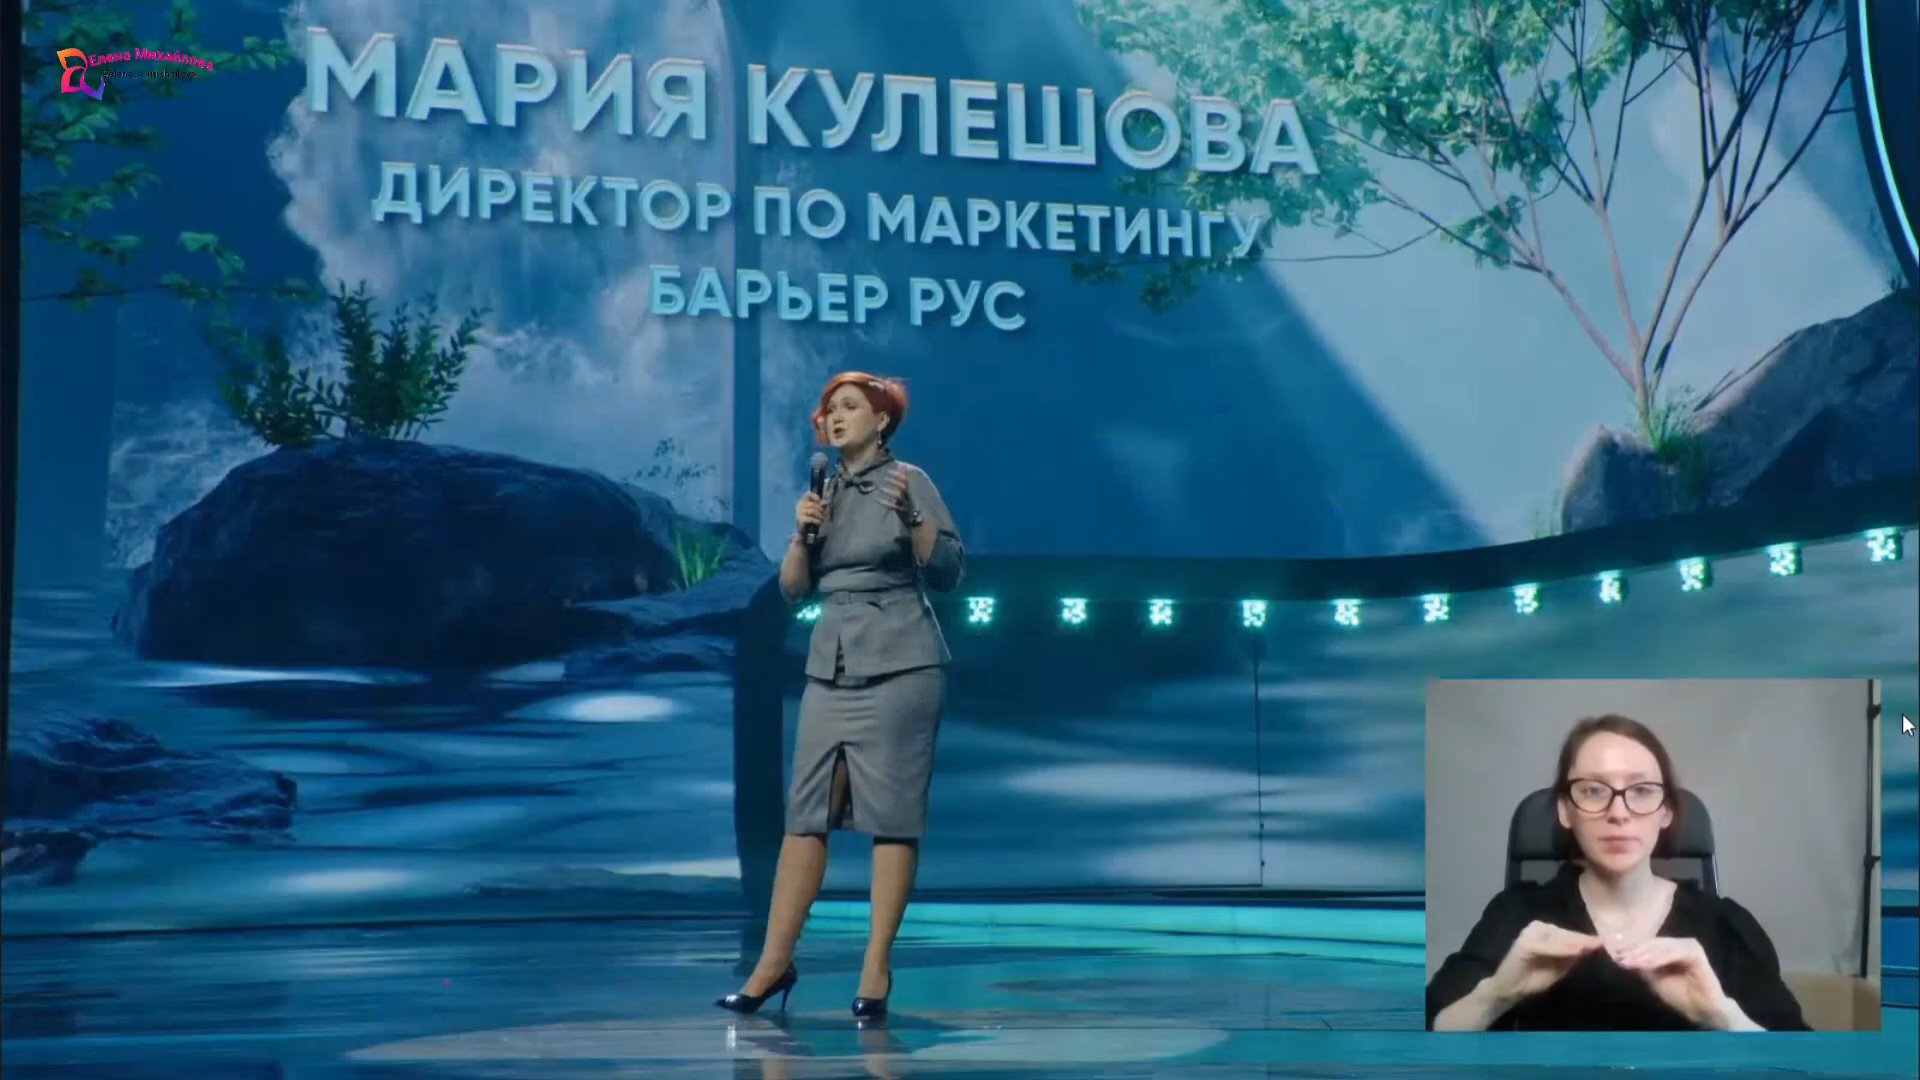 Елена Михайлова
МАРИЯ КУЛЕШОВА
ДИРЕКТОР ПО МАРКЕТИНГУ
БАРЬЕР РУС